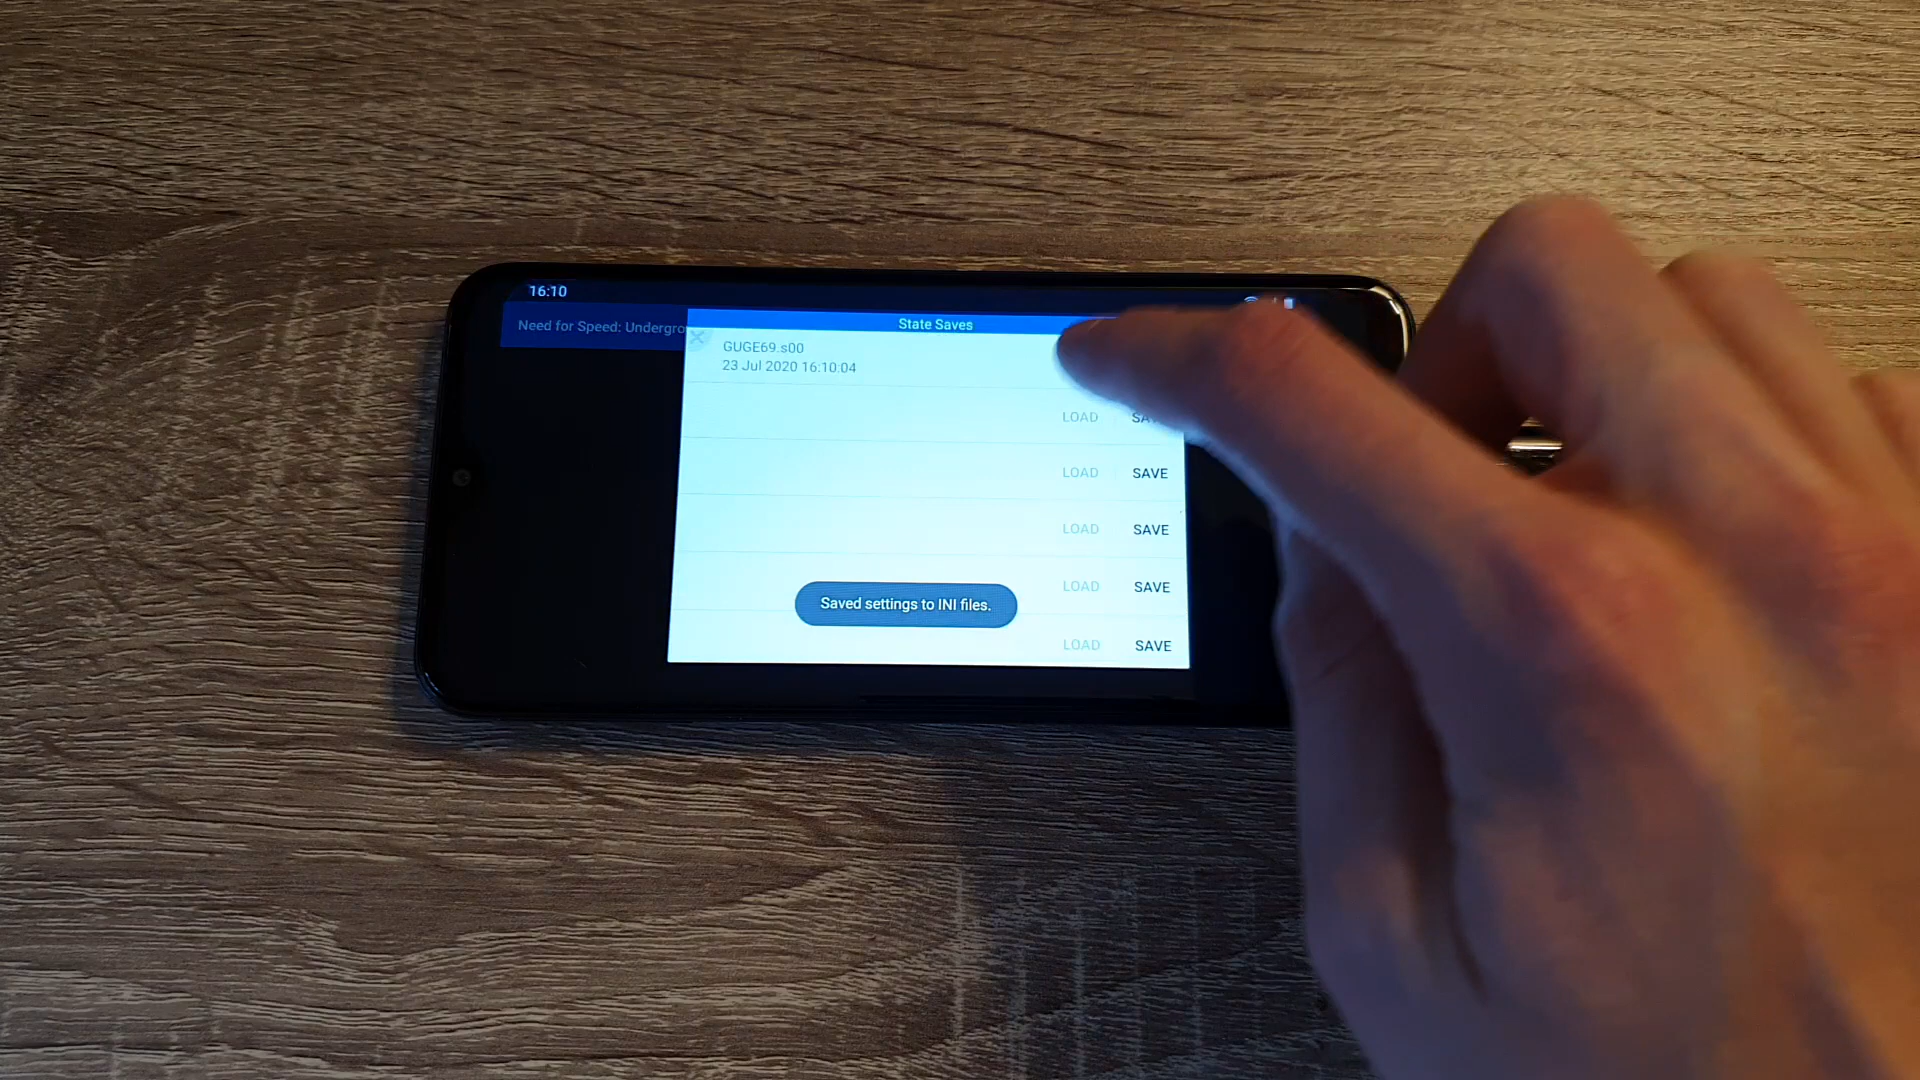 16:10
Need for Speed:
State Saves
GUGE69.s00
23 Jul 2020 16:10:04
LOAD
LOAD SAVE
LOAD SAVE
LOAD SAVE
Saved settings to INI files.
LOAD SAVE